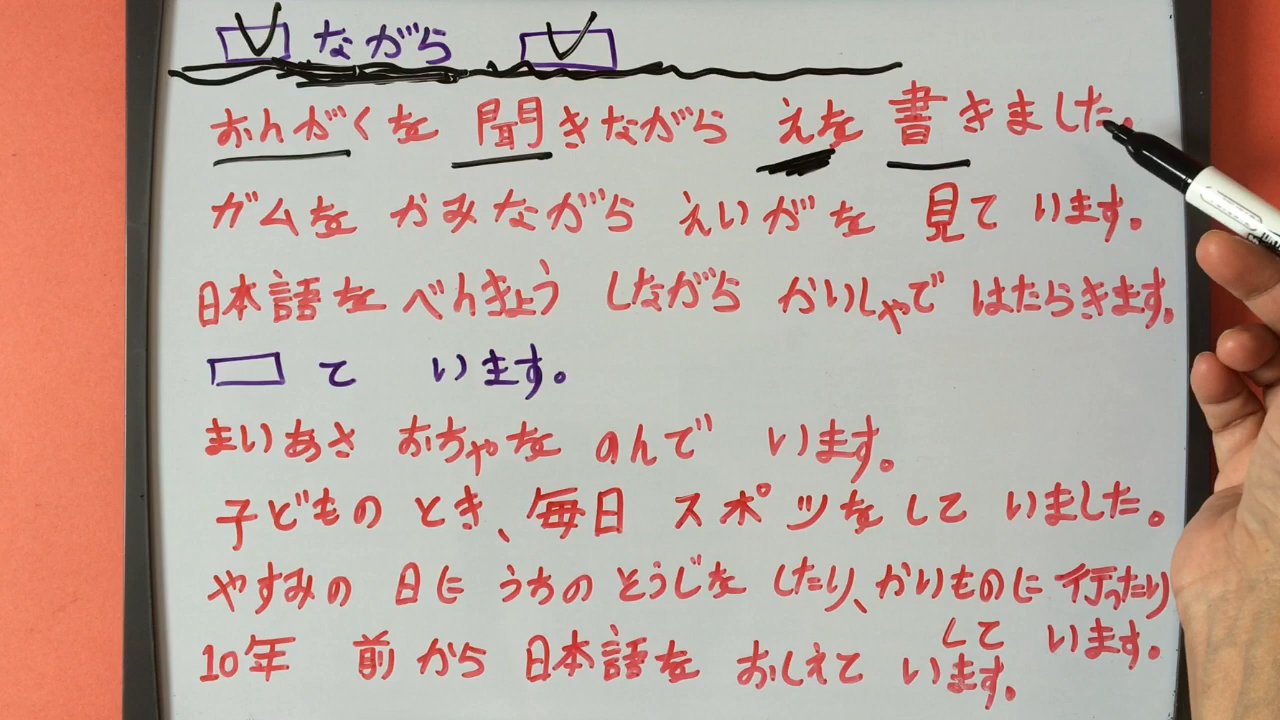 V ながら V
おんがくを 聞きながら えを 書きました。
ガムを かみながら えいがを 見て います。
日本語を べんきょう しながら かいしゃで はたらきます。
て います。
まいあさ おちゃを のんで います。
子どもの とき、毎日 スポーツを して いました。
やすみの 日に うちの そうじを したり、かいものに 行ったり
して います。
10年 前から 日本語を おしえて います。